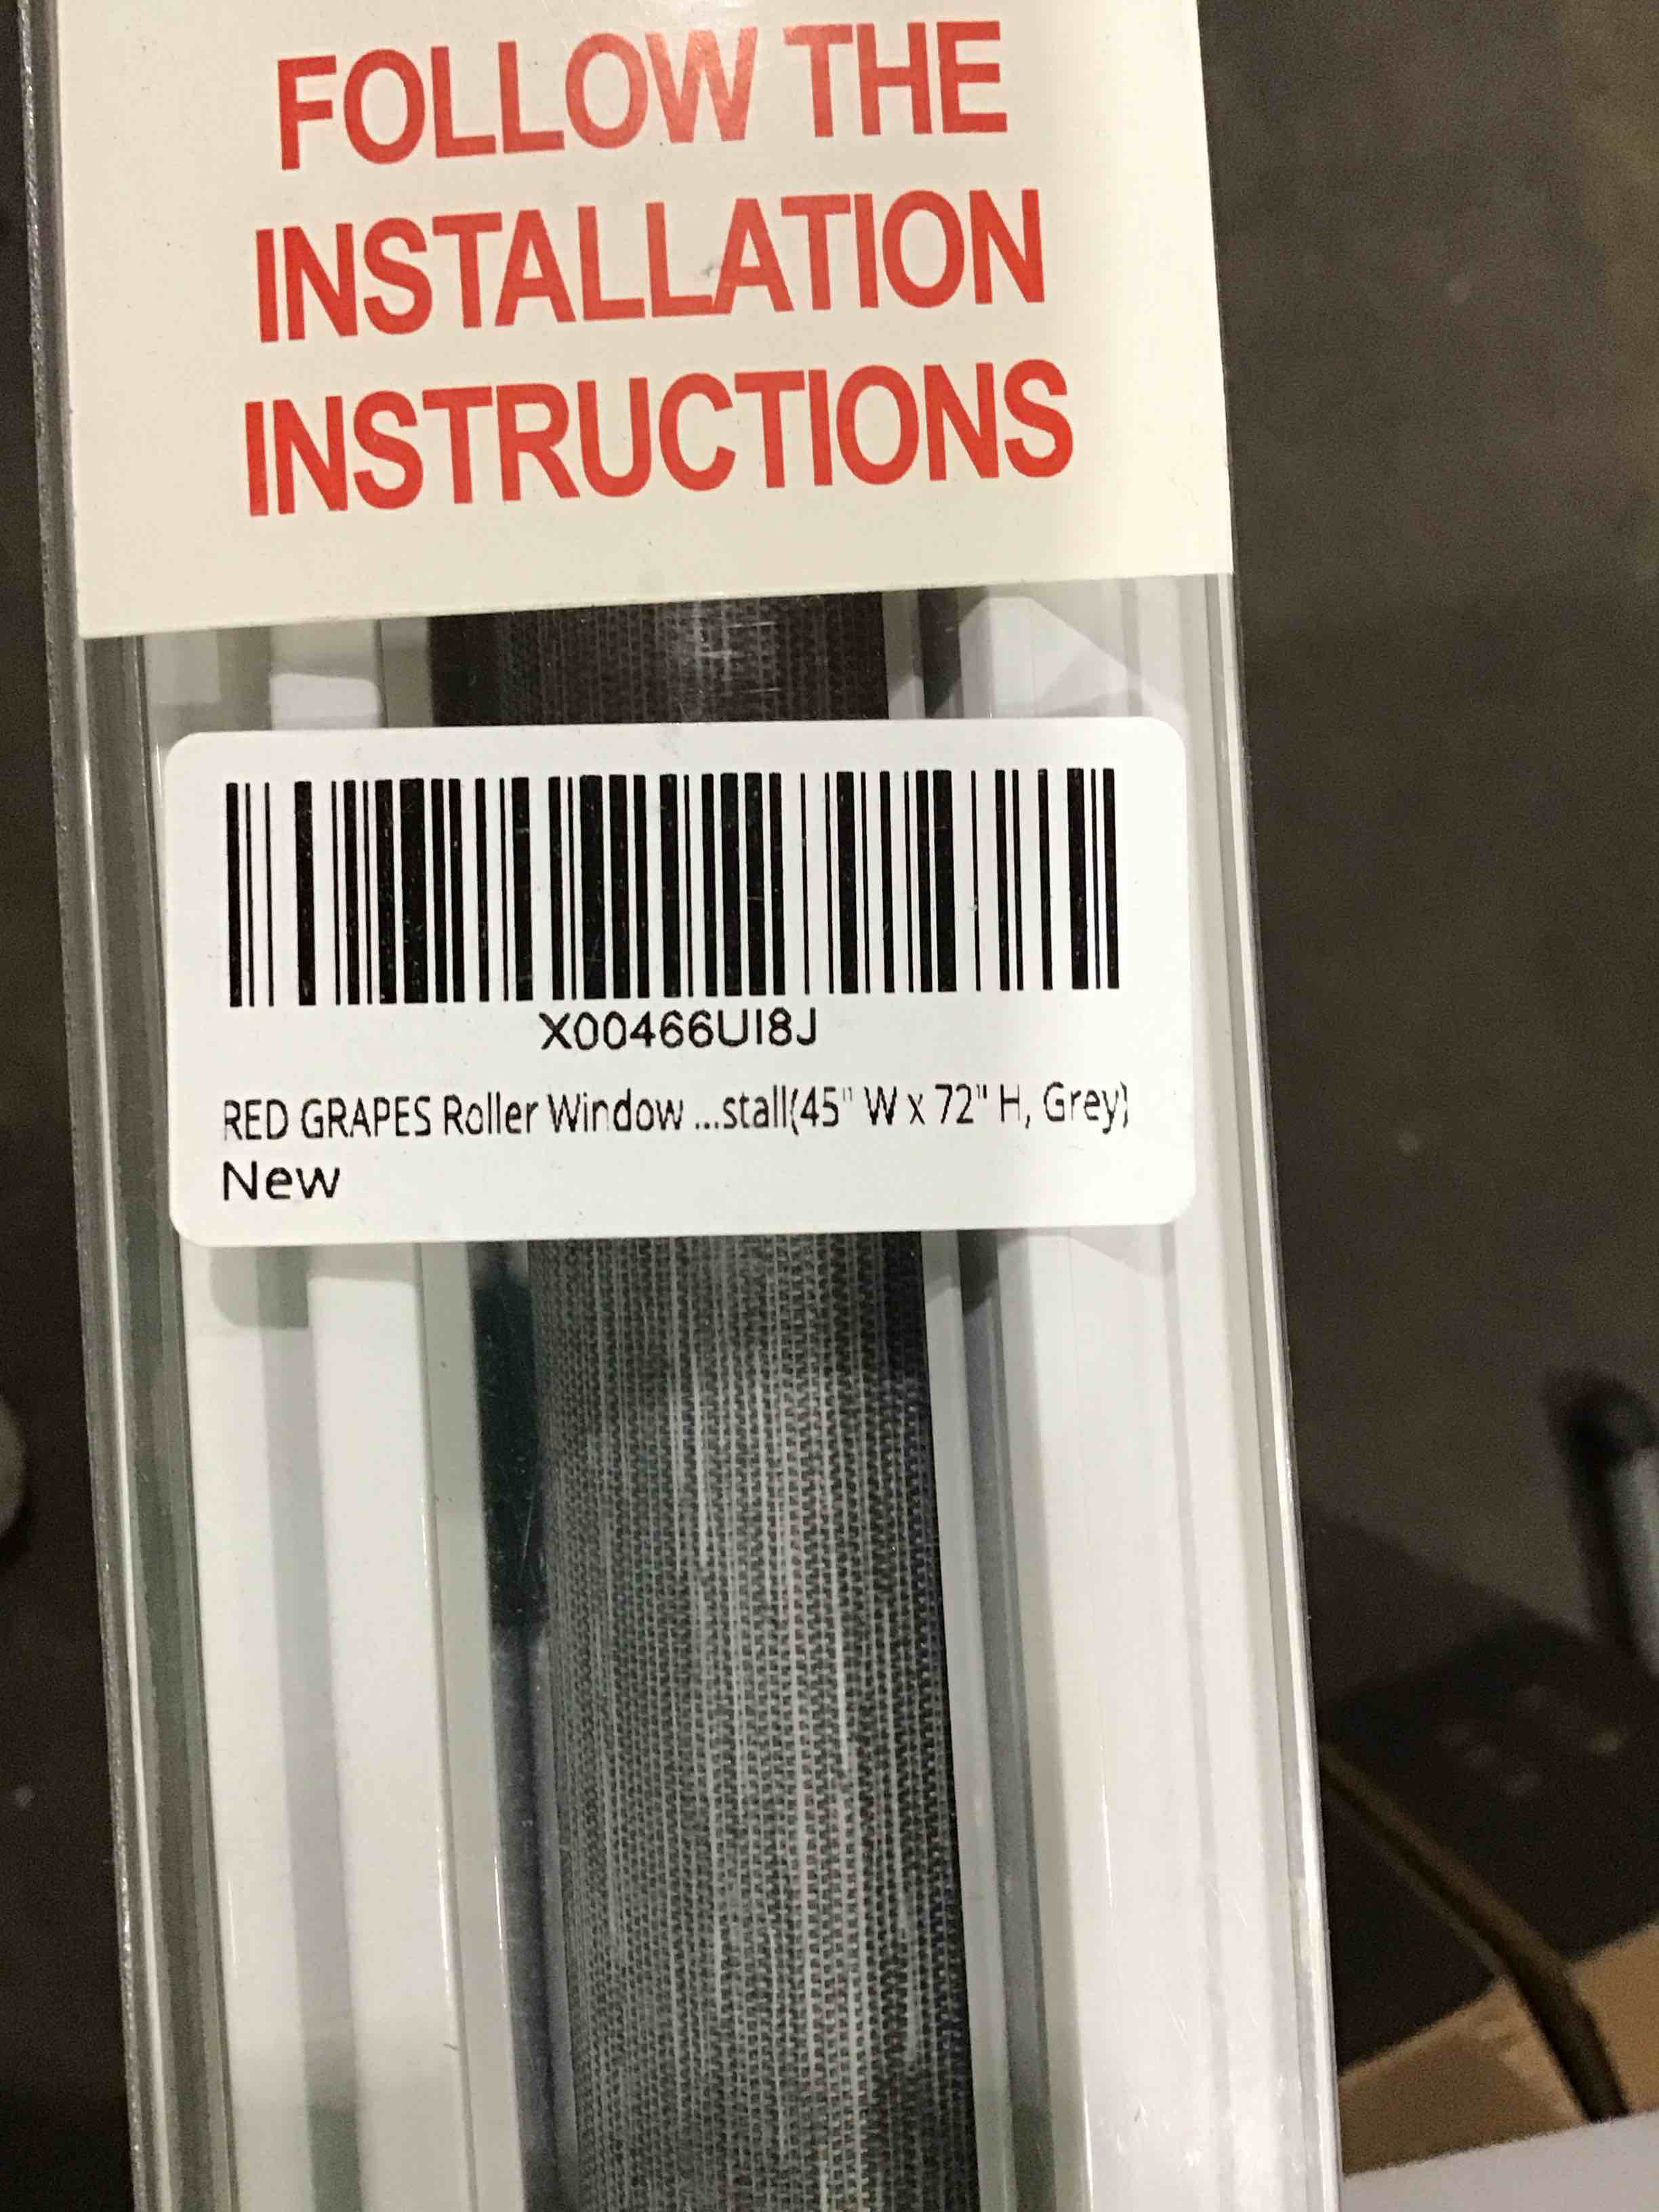 FOLLOW THE
INSTALLATION
INSTRUCTIONS
X00466UI8J
RED GRAPES Roller Window ...stall(45" W x 72" H, Grey)
New